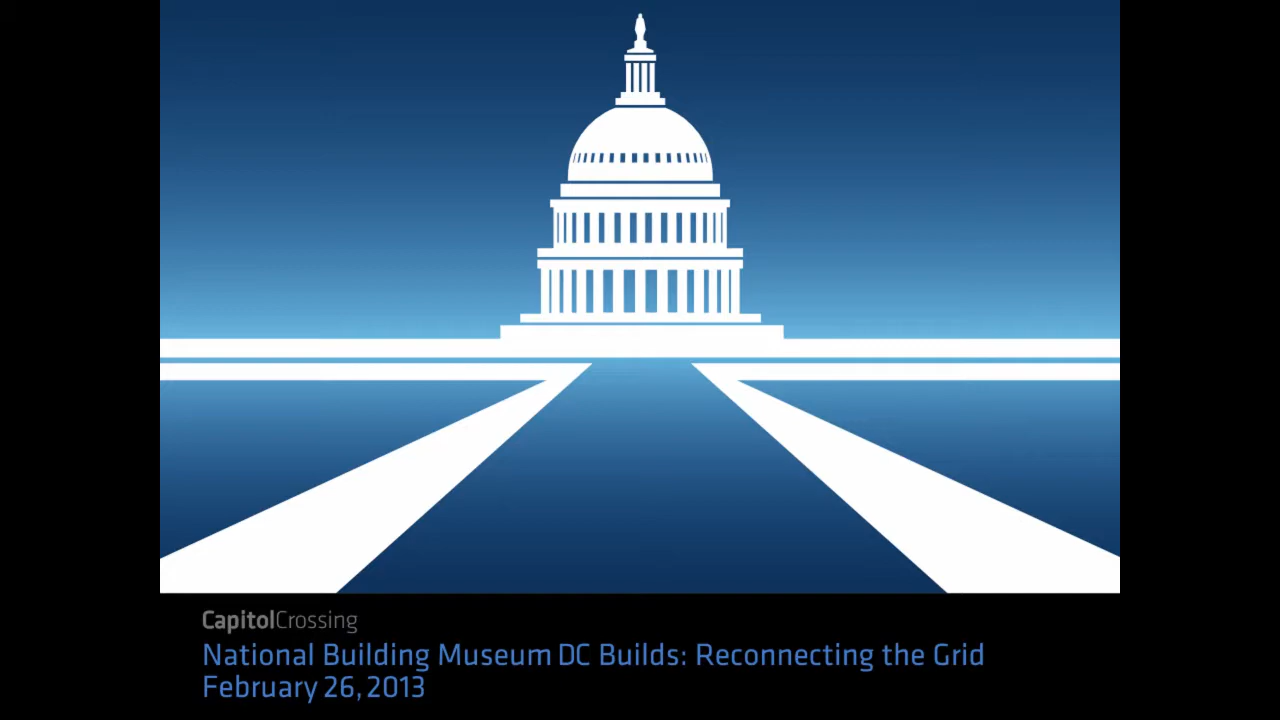 CapitolCrossing
National Building Museum DC Builds: Reconnecting the Grid
February 26, 2013